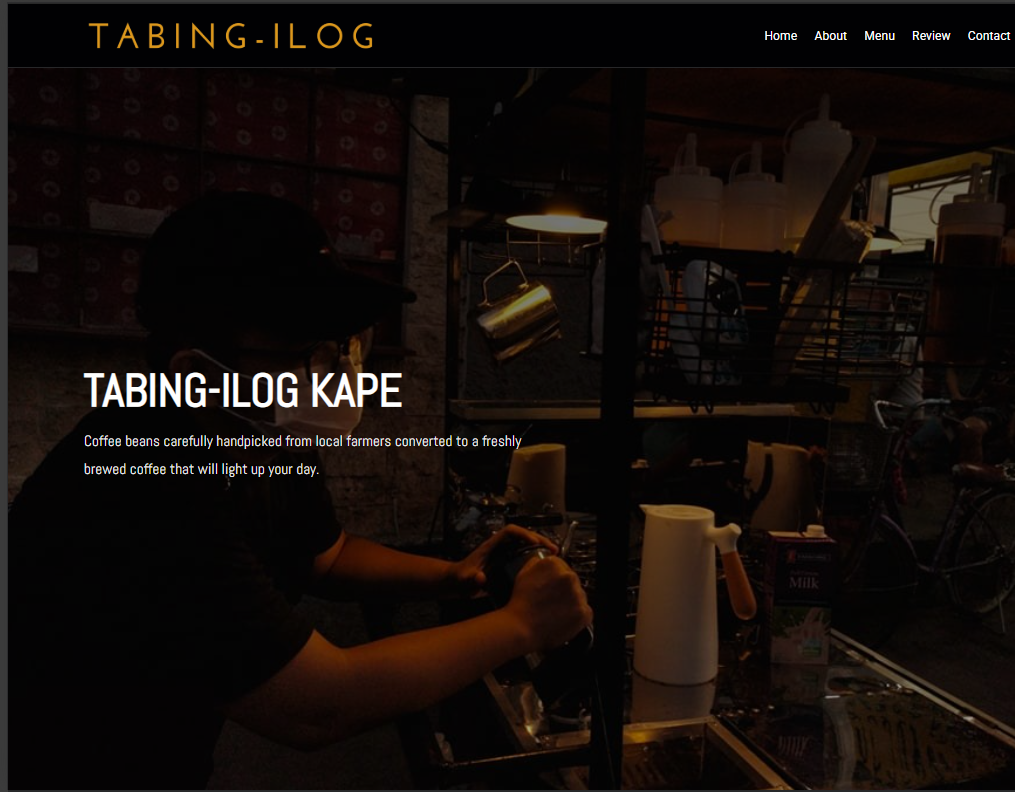 TABING-ILOG
Home About Menu Review Contact
TABING-ILOG KAPE
Coffee beans carefully handpicked from local farmers converted to a freshly
brewed coffee that will light up your day.
Milk